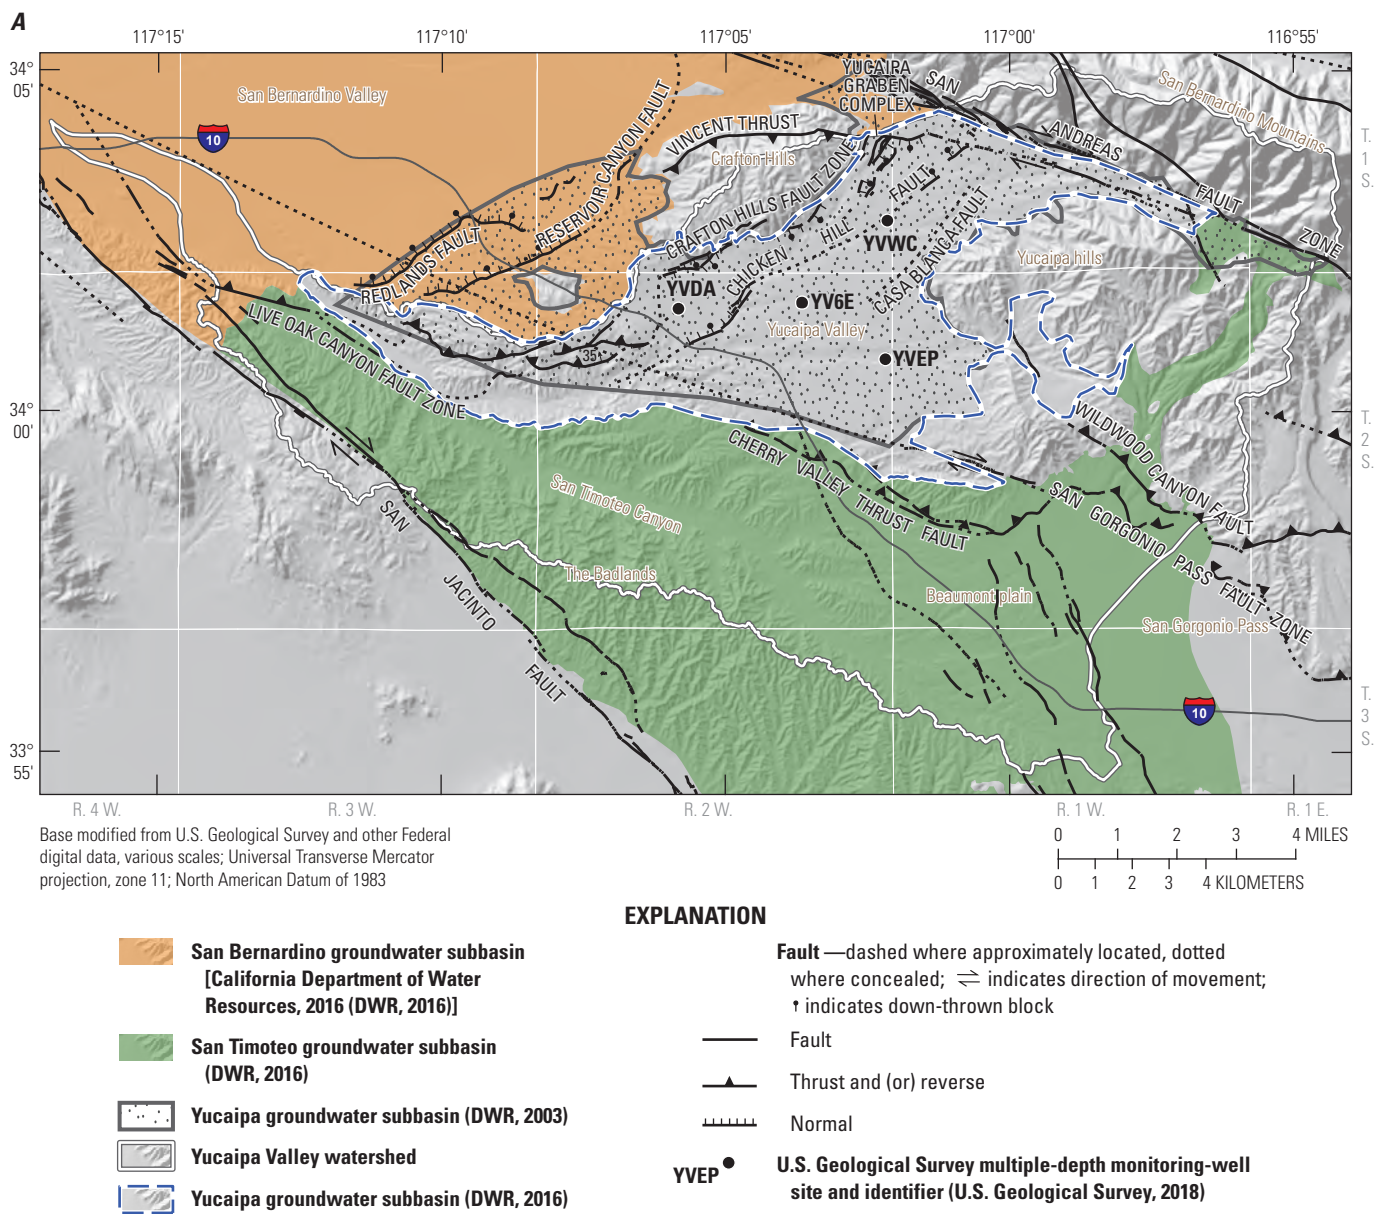 A
117°15'
117°10'
117°05'
117°00'
116°55'
34°
05'
34°
00'
33°
55'
T.
1
S.
T.
2
S.
T.
3
S.
San Bernardino Valley
10
YUCAIRA
GRABEN
COMPLEX
SAN
ANDREAS
FAULT
ZONE
San Bernardino Mountains
VINCENT THRUST
Crafton Hills
RESERVOIR CANYON FAULT
CRAFTON HILLS FAULT ZONE
REDLANDS FAULT
CHICKEN
HILL
FAULT
CASA BLANCA FAULT
YVWC
YVDA
YV6E
YVEP
Yucaipa Valley
Yucaipa hills
35
LIVE OAK CANYON FAULT ZONE
WILDWOOD CANYON FAULT
CHERRY VALLEY THRUST FAULT
SAN GORGONIO PASS FAULT ZONE
San Timoteo Canyon
SAN
JACINTO
FAULT
The Badlands
Beaumont plain
San Gorgonio Pass
10
R. 4 W.
R. 3 W.
R. 2 W.
R. 1 W.
R. 1 E.
Base modified from U.S. Geological Survey and other Federal
digital data, various scales; Universal Transverse Mercator
projection, zone 11; North American Datum of 1983
0 1 2 3 4 MILES
0 1 2 3 4 KILOMETERS
EXPLANATION
San Bernardino groundwater subbasin
[California Department of Water
Resources, 2016 (DWR, 2016)]
San Timoteo groundwater subbasin
(DWR, 2016)
Yucaipa groundwater subbasin (DWR, 2003)
Yucaipa Valley watershed
Yucaipa groundwater subbasin (DWR, 2016)
Fault —dashed where approximately located, dotted
where concealed; ⇌ indicates direction of movement;
indicates down-thrown block
Fault
Thrust and (or) reverse
Normal
YVEP
U.S. Geological Survey multiple-depth monitoring-well
site and identifier (U.S. Geological Survey, 2018)